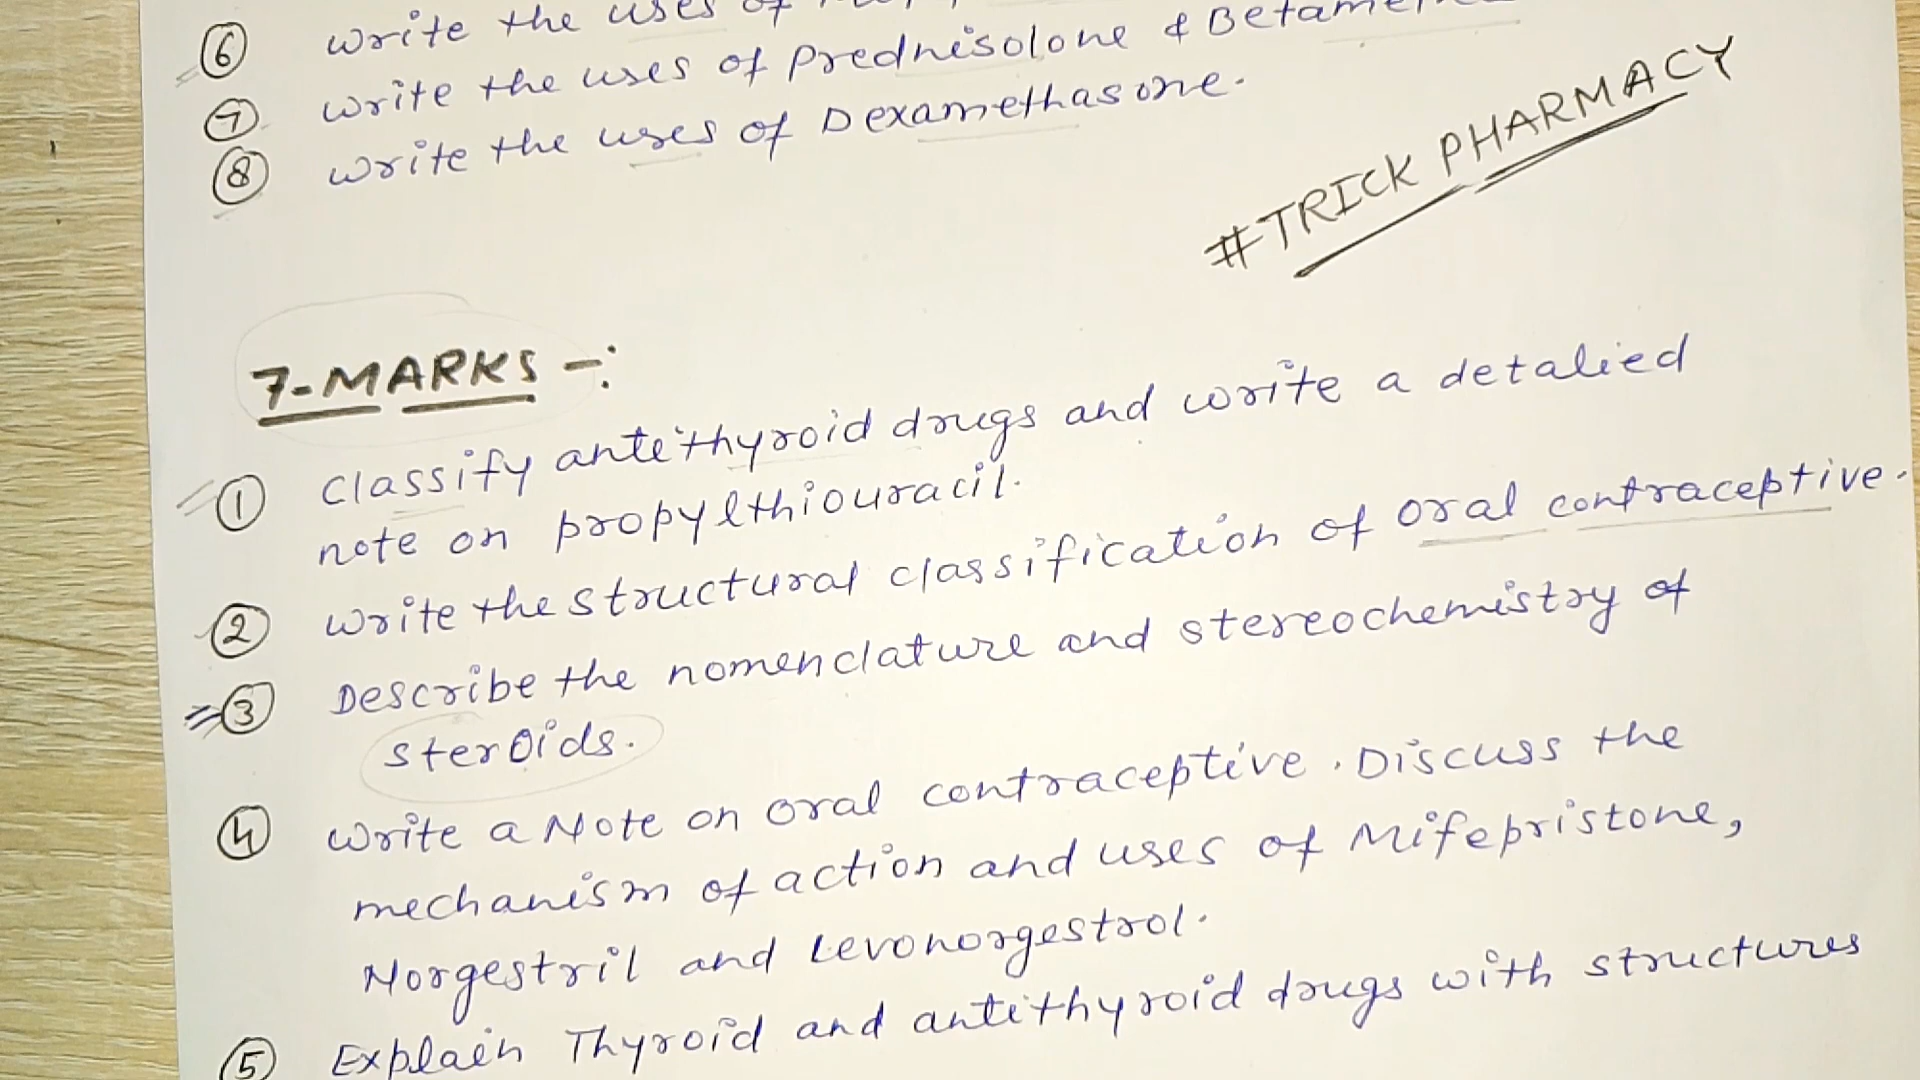 6 write the uses of
7 write the uses of prednisolone &
8 write the uses of Dexamethasone.
#TRICK PHARMACY
7-MARKS -:
1 classify antithyroid drugs and write a detalied
note on propylthiouracil.
2 write the structural classification of oral contraceptive.
3 Describe the nomenclature and stereochemistry of
steroids.
4 write a Note on oral contraceptive. Discuss the
mechanism of action and uses of Mifepristone,
Norgestril and Levonorgestrol.
5 Explain Thyroid and antithyroid drugs with structures